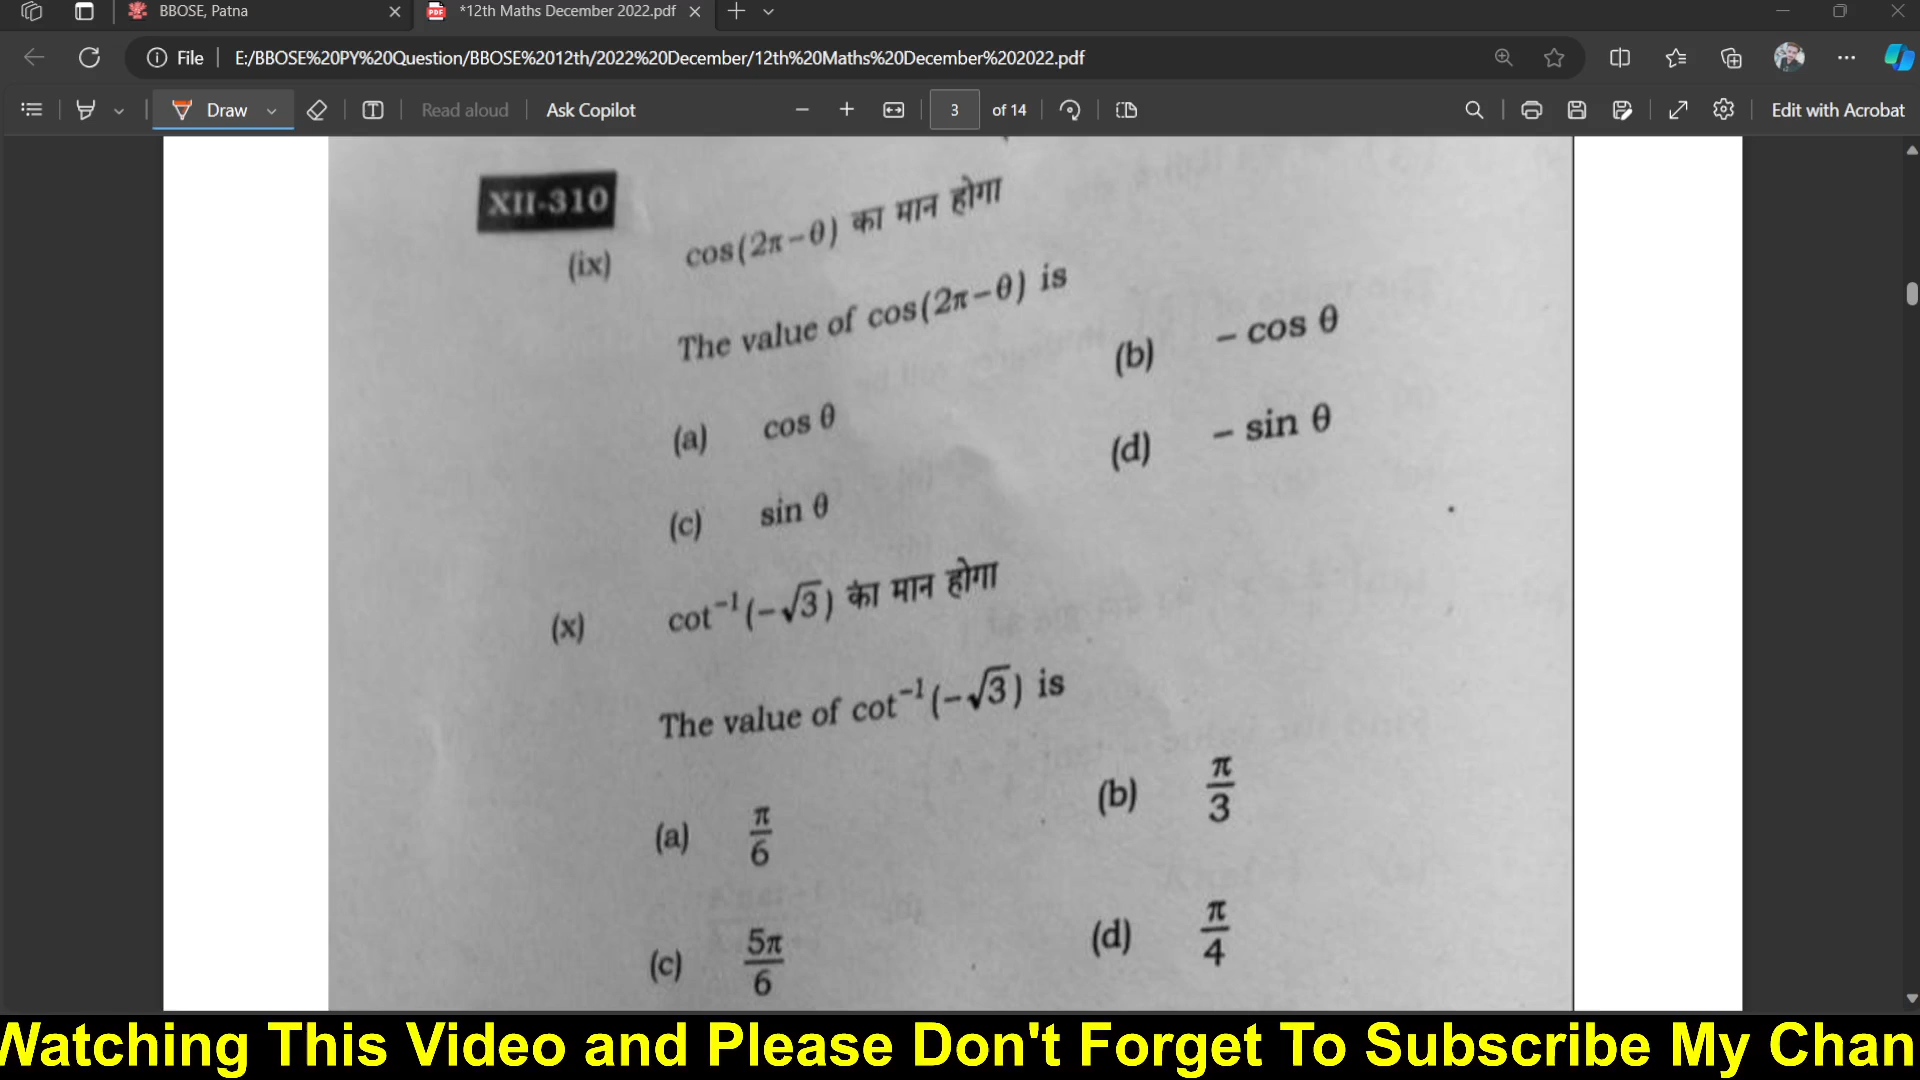 BBOSE, Patna
*12th Maths December 2022.pdf
File
E:/BBOSE%20PY%20Question/BBOSE%2012th/2022%20December/12th%20Maths%20December%202022.pdf
Draw
Read aloud
Ask Copilot
3 of 14
Edit with Acrobat
XII-310
(ix) cos(2π−θ) का मान होगा
The value of cos(2π−θ) is
(a) cos θ (b) − cos θ
(c) sin θ (d) − sin θ
(x) cot⁻¹(−√3) का मान होगा
The value of cot⁻¹(−√3) is
(a) π/6 (b) π/3
(c) 5π/6 (d) π/4
Watching This Video and Please Don't Forget To Subscribe My Chan